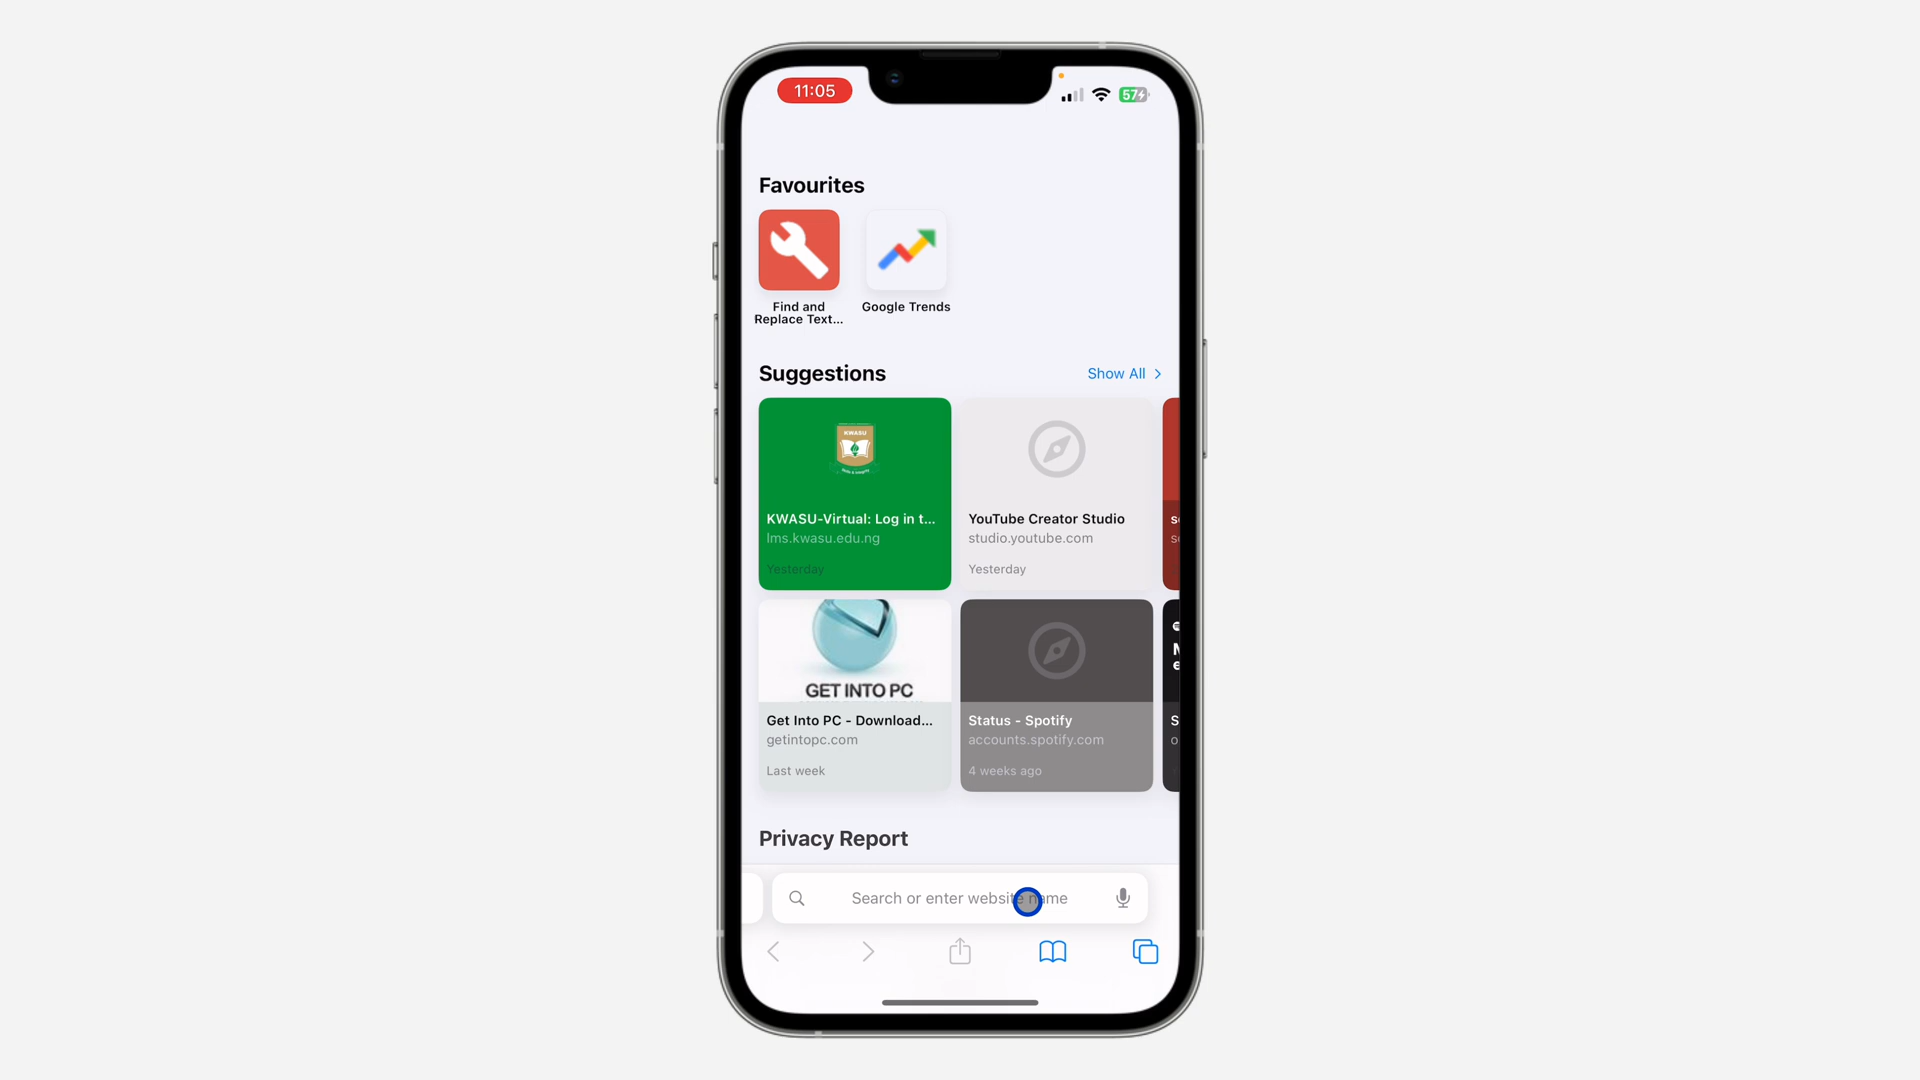 11:05
57
Favourites
Find and
Replace Text...
Google Trends
Suggestions
Show All
KWASU
KWASU-Virtual: Log in t...
lms.kwasu.edu.ng
Yesterday
YouTube Creator Studio
studio.youtube.com
Yesterday
GET INTO PC
Get Into PC - Download...
getintopc.com
Last week
Status - Spotify
accounts.spotify.com
4 weeks ago
Privacy Report
Search or enter website name